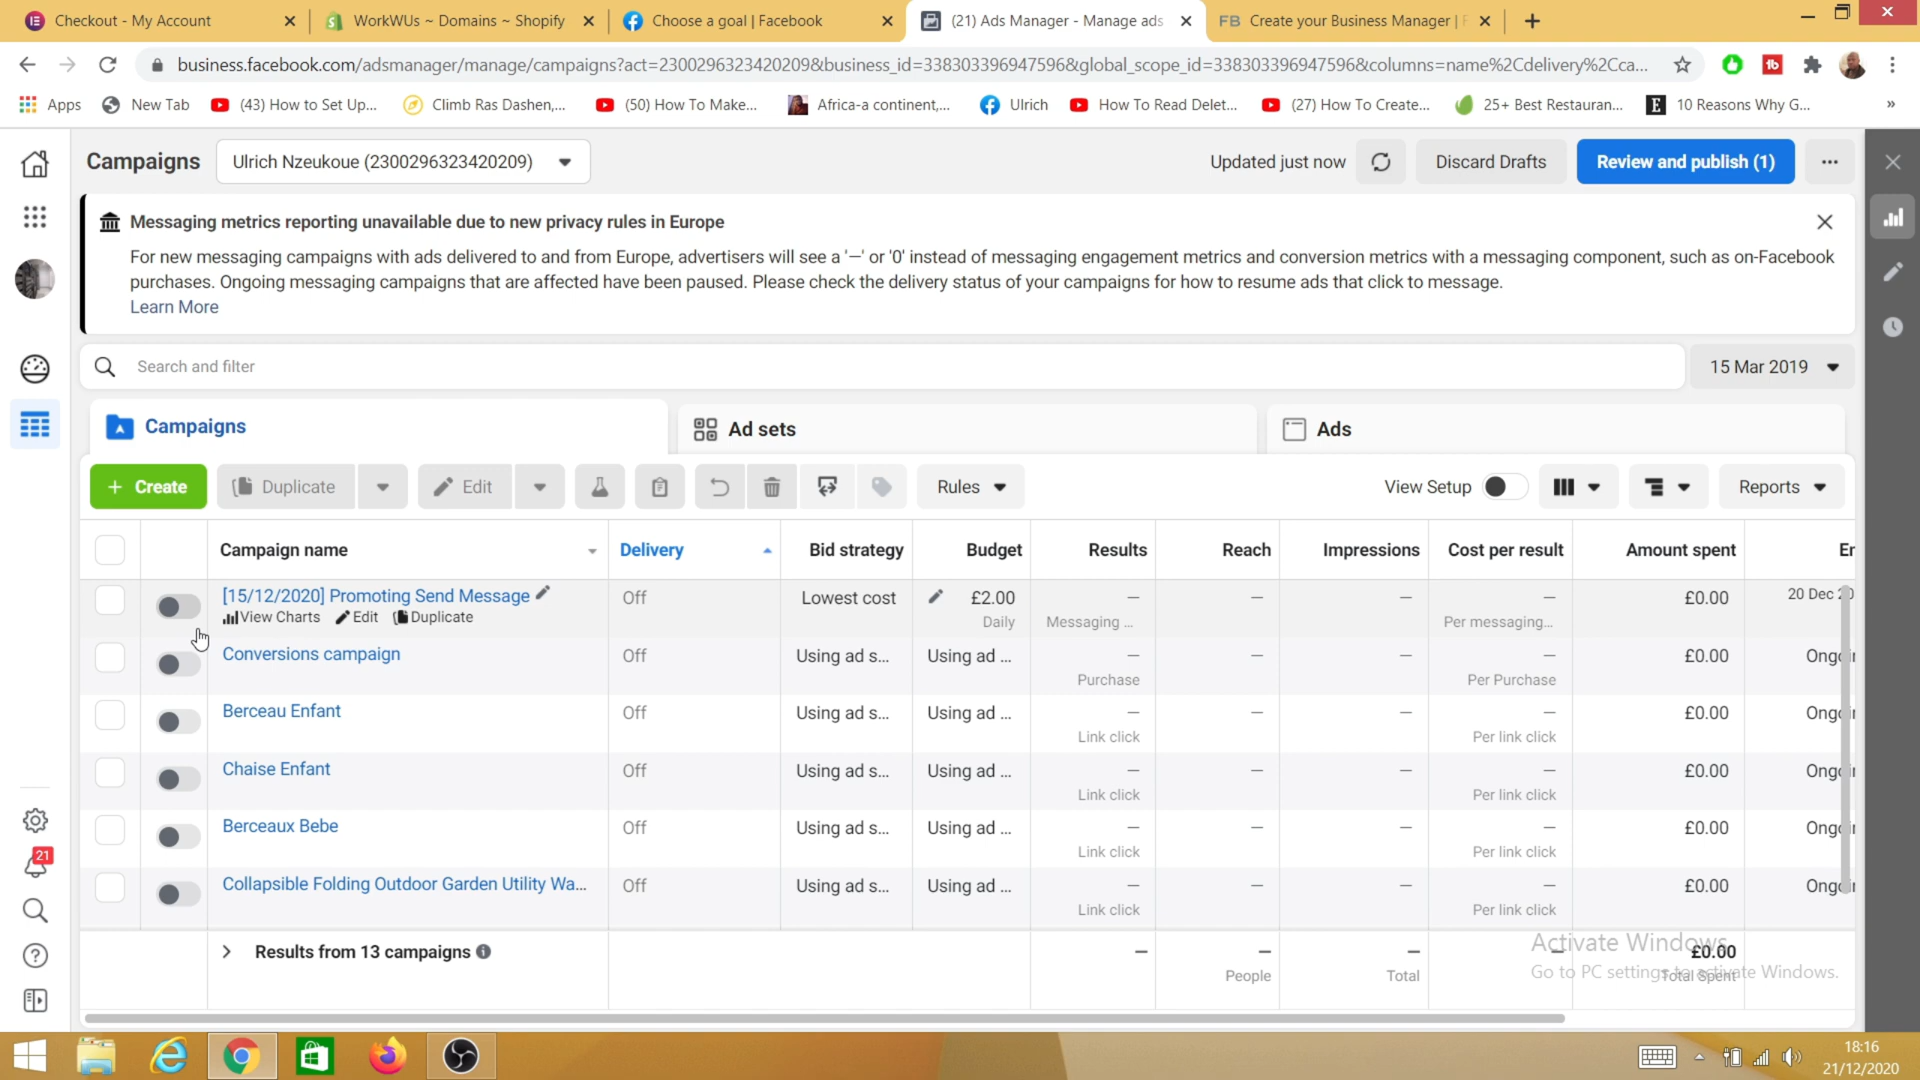 Checkout - My Account
WorkWUs ~ Domains ~ Shopify
Choose a goal | Facebook
(21) Ads Manager - Manage ads
FB Create your Business Manager | F
business.facebook.com/adsmanager/manage/campaigns?act=2300296323420209&business_id=338303396947596&global_scope_id=338303396947596&columns=name%2Cdelivery%2Cca...
Apps
New Tab
(43) How to Set Up...
Climb Ras Dashen,...
(50) How To Make...
Africa-a continent,...
Ulrich
How To Read Delet...
(27) How To Create...
25+ Best Restauran...
E 10 Reasons Why G...
»
Campaigns
Ulrich Nzeukoue (2300296323420209)
Updated just now
Discard Drafts
Review and publish (1)
Messaging metrics reporting unavailable due to new privacy rules in Europe
For new messaging campaigns with ads delivered to and from Europe, advertisers will see a '—' or '0' instead of messaging engagement metrics and conversion metrics with a messaging component, such as on-Facebook
purchases. Ongoing messaging campaigns that are affected have been paused. Please check the delivery status of your campaigns for how to resume ads that click to message.
Learn More
Search and filter
15 Mar 2019
Campaigns
Ad sets
Ads
+ Create
Duplicate
Edit
Rules
View Setup
Reports
Campaign name Delivery Bid strategy Budget Results Reach Impressions Cost per result Amount spent
[15/12/2020] Promoting Send Message Off Lowest cost £2.00 — — — — £0.00 20 Dec
View Charts Edit Duplicate Daily Messaging ... Per messaging...
Conversions campaign Off Using ad s... Using ad ... — — — — £0.00
Purchase Per Purchase
Berceau Enfant Off Using ad s... Using ad ... — — — — £0.00
Link click Per link click
Chaise Enfant Off Using ad s... Using ad ... — — — — £0.00
Link click Per link click
Berceaux Bebe Off Using ad s... Using ad ... — — — — £0.00
Link click Per link click
Collapsible Folding Outdoor Garden Utility Wa... Off Using ad s... Using ad ... — — — — £0.00
Link click Per link click
Results from 13 campaigns — — — — £0.00
People Total Total Spent
Activate Windows
Go to PC settings to activate Windows.
21
18:16
21/12/2020